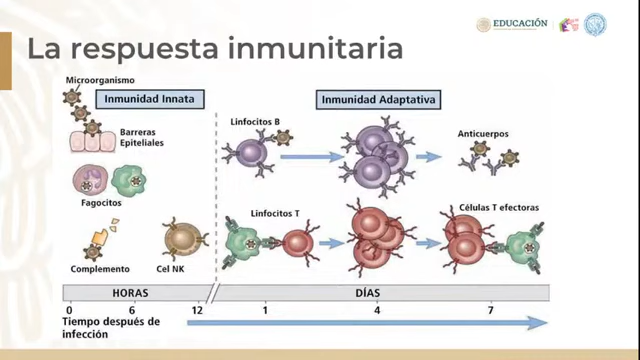 EDUCACIÓN
La respuesta inmunitaria
Microorganismo
Inmunidad Innata
Inmunidad Adaptativa
Barreras
Epiteliales
Linfocitos B
Anticuerpos
Fagocitos
Linfocitos T
Células T efectoras
Complemento
Cel NK
HORAS
DÍAS
0 6 12 1 4 7
Tiempo después de
infección